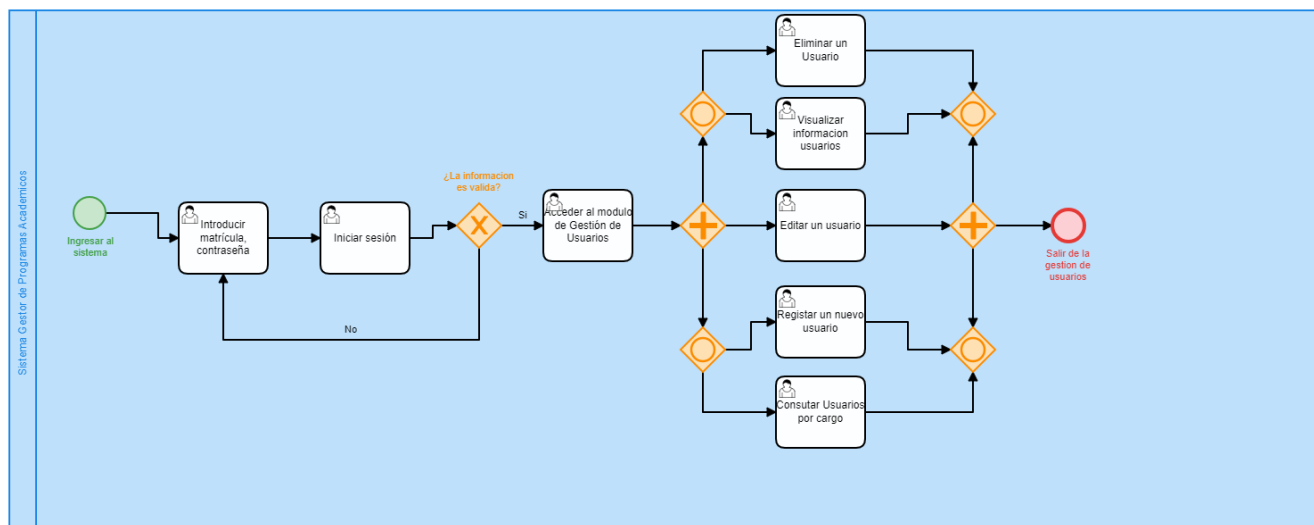 Sistema Gestor de Programas Academicos
Ingresar al
sistema
Introducir
matrícula,
contraseña
Iniciar sesión
¿La informacion
es valida?
Si
No
Acceder al modulo
de Gestión de
Usuarios
Eliminar un
Usuario
Visualizar
informacion
usuarios
Editar un usuario
Registar un nuevo
usuario
Consutar Usuarios
por cargo
Salir de la
gestion de
usuarios